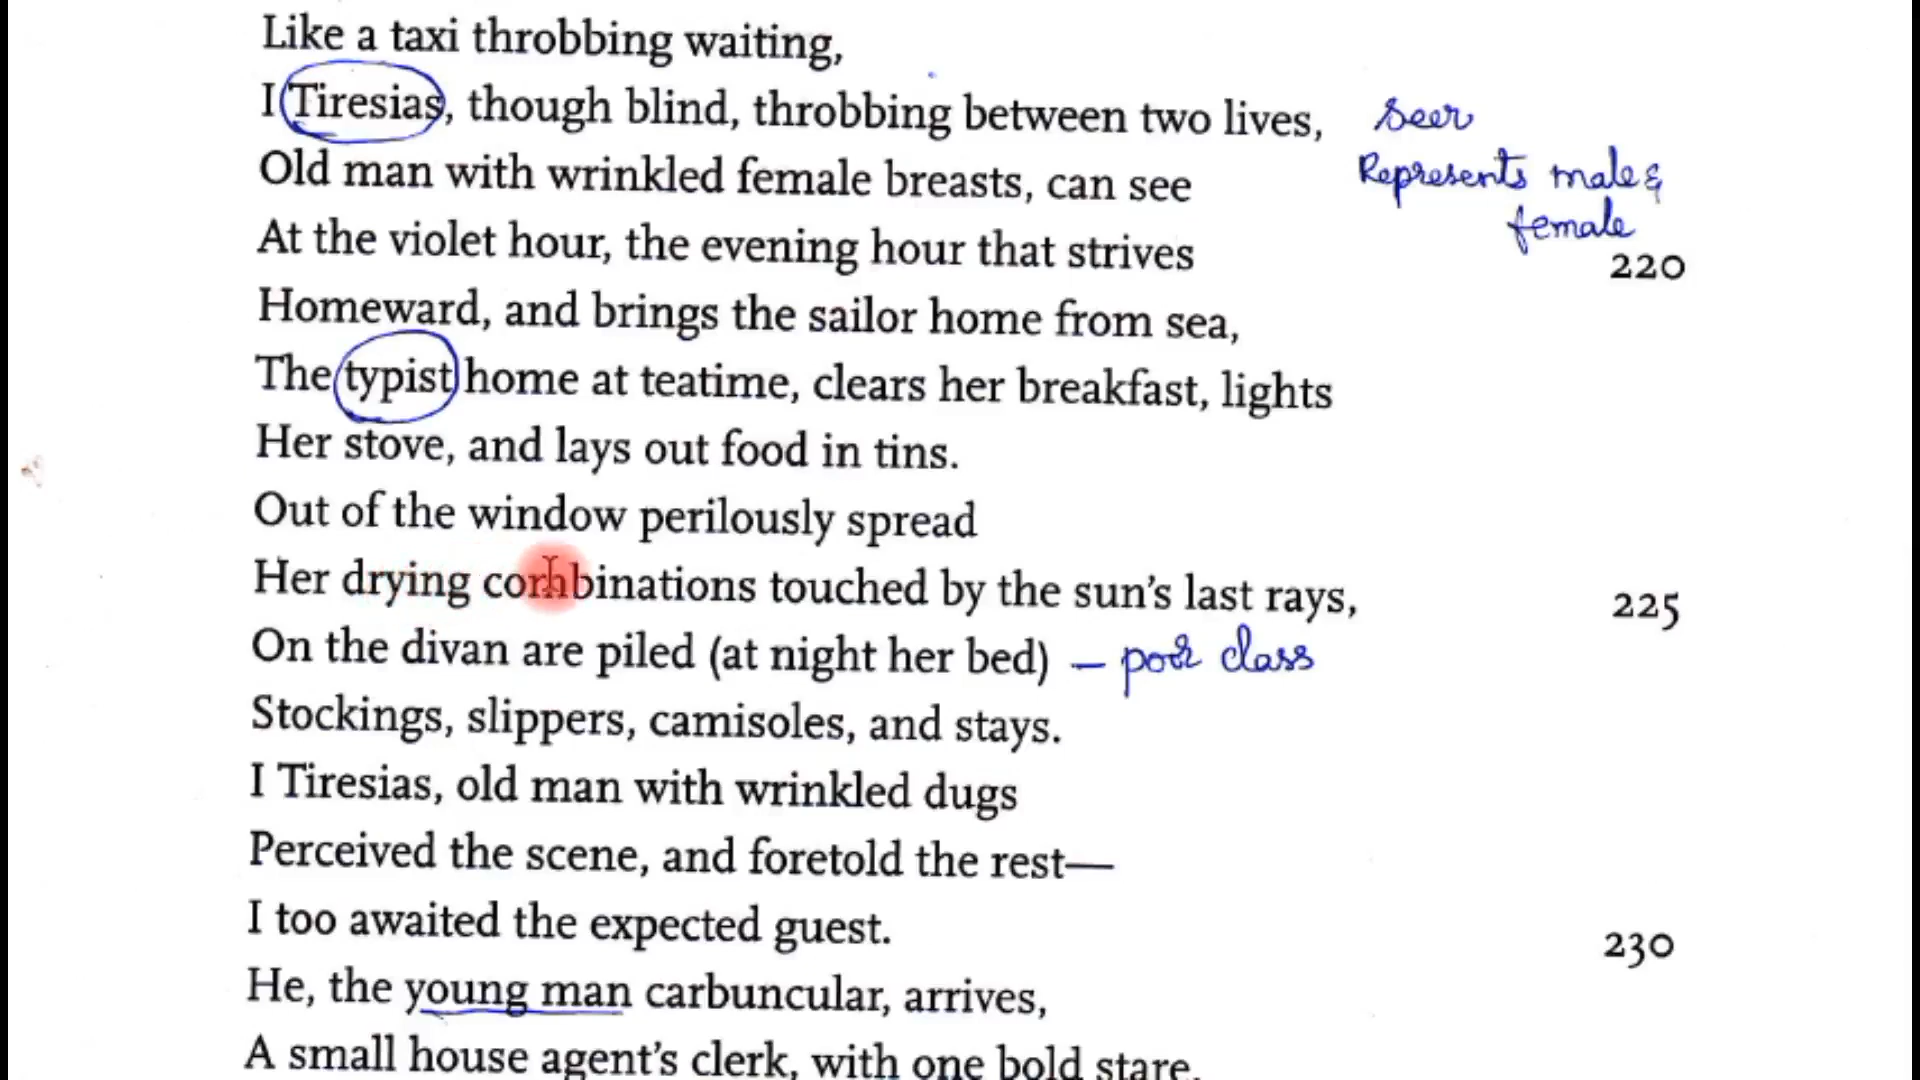 Like a taxi throbbing waiting,
I Tiresias, though blind, throbbing between two lives, seer
Old man with wrinkled female breasts, can see Represents male &
female
At the violet hour, the evening hour that strives 220
Homeward, and brings the sailor home from sea,
The typist home at teatime, clears her breakfast, lights
Her stove, and lays out food in tins.
Out of the window perilously spread
Her drying combinations touched by the sun's last rays, 225
On the divan are piled (at night her bed) – poor class
Stockings, slippers, camisoles, and stays.
I Tiresias, old man with wrinkled dugs
Perceived the scene, and foretold the rest—
I too awaited the expected guest. 230
He, the young man carbuncular, arrives,
A small house agent's clerk, with one bold stare,